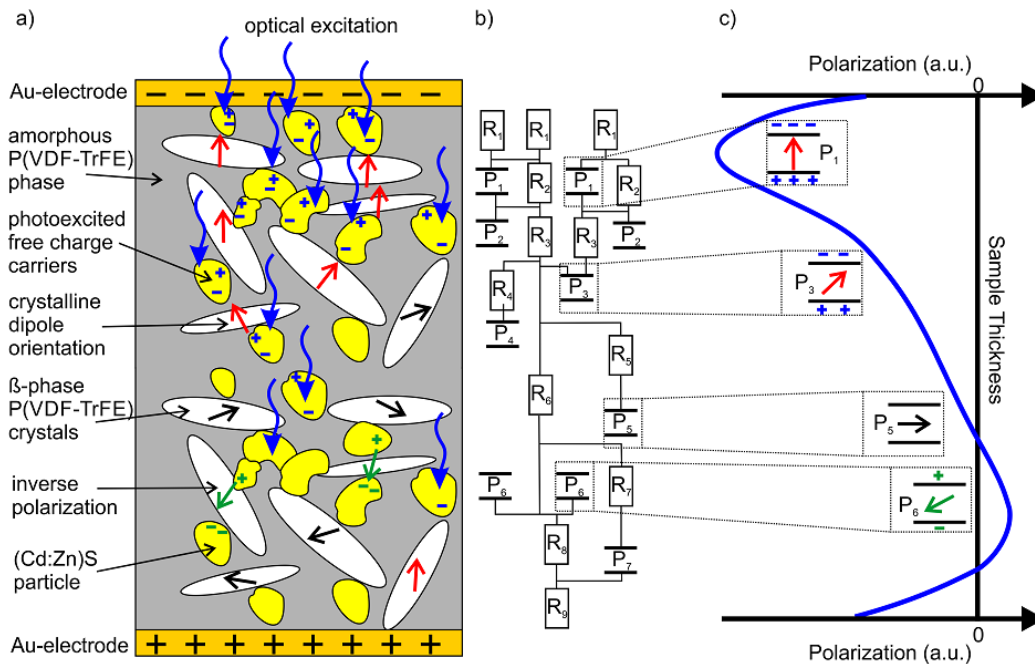 a)
optical excitation
Au-electrode
amorphous
P(VDF-TrFE)
phase
photoexcited
free charge
carriers
crystalline
dipole
orientation
ß-phase
P(VDF-TrFE)
crystals
inverse
polarization
(Cd:Zn)S
particle
Au-electrode
b)
R1 R1 R1
P1 R2 P1 R2
P2 R3 R3 P2
R4 P3
P4
R5
R6
P5
P6 P6 R7
R8
P7
R9
c)
Polarization (a.u.)
0
P1
P3
Sample Thickness
P5
P6
0
Polarization (a.u.)